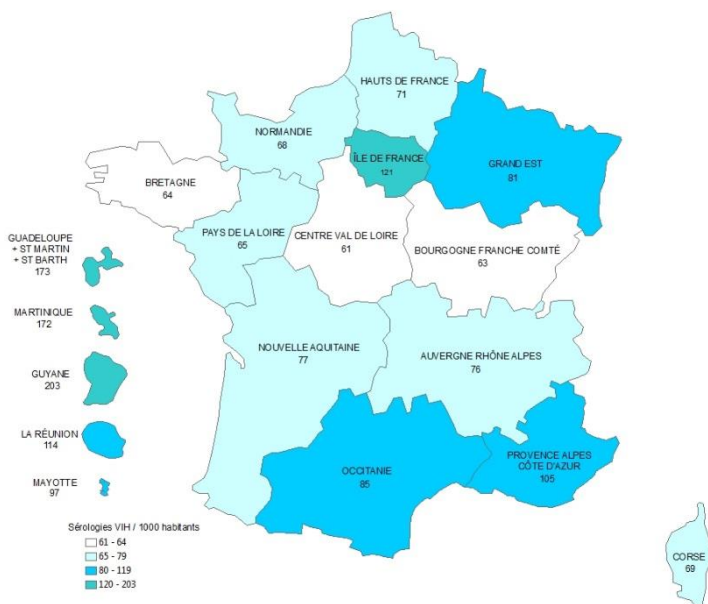 HAUTS DE FRANCE
71
NORMANDIE
68
ÎLE DE FRANCE
121
GRAND EST
81
BRETAGNE
64
PAYS DE LA LOIRE
65
CENTRE VAL DE LOIRE
61
BOURGOGNE FRANCHE COMTÉ
63
GUADELOUPE
+ ST MARTIN
+ ST BARTH
173
MARTINIQUE
172
GUYANE
203
LA RÉUNION
114
MAYOTTE
97
NOUVELLE AQUITAINE
77
AUVERGNE RHÔNE ALPES
76
OCCITANIE
85
PROVENCE ALPES
CÔTE D'AZUR
105
CORSE
69
Sérologies VIH / 1000 habitants
61 - 64
65 - 79
80 - 119
120 - 203